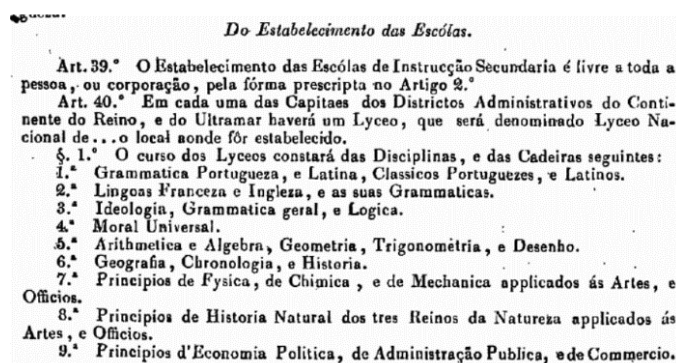 Do Estabelecimento das Escólas.
Art. 39.º O Estabelecimento das Escólas de Instrucção Secundaria é livre a toda a
pessoa, ou corporação, pela fórma prescripta no Artigo 2.º
Art. 40.º Em cada uma das Capitaes dos Districtos Administrativos do Conti-
nente do Reino, e do Ultramar haverá um Lyceo, que será denominado Lyceo Na-
cional de...o local aonde fôr estabelecido.
§. 1.º O curso dos Lyceos constará das Disciplinas, e das Cadeiras seguintes:
1.ª Grammatica Portugueza, e Latina, Classicos Portuguezes, e Latinos.
2.ª Lingoas Franceza e Ingleza, e as suas Grammaticas.
3.ª Ideologia, Grammatica geral, e Logica.
4.ª Moral Universal.
5.ª Arithmetica e Algebra, Geometria, Trigonometria, e Desenho.
6.ª Geografia, Chronologia, e Historia.
7.ª Principios de Fysica, de Chimica, e de Mechanica applicados ás Artes, e
Officios.
8.ª Principios de Historia Natural dos tres Reinos da Natureza applicados ás
Artes, e Officios.
9.ª Principios d'Economia Politica, de Administração Publica, e de Commercio.